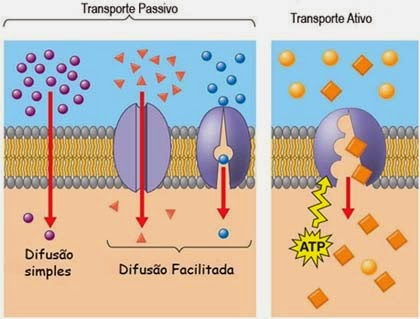 Transporte Passivo
Transporte Ativo
Difusão
simples
Difusão Facilitada
ATP